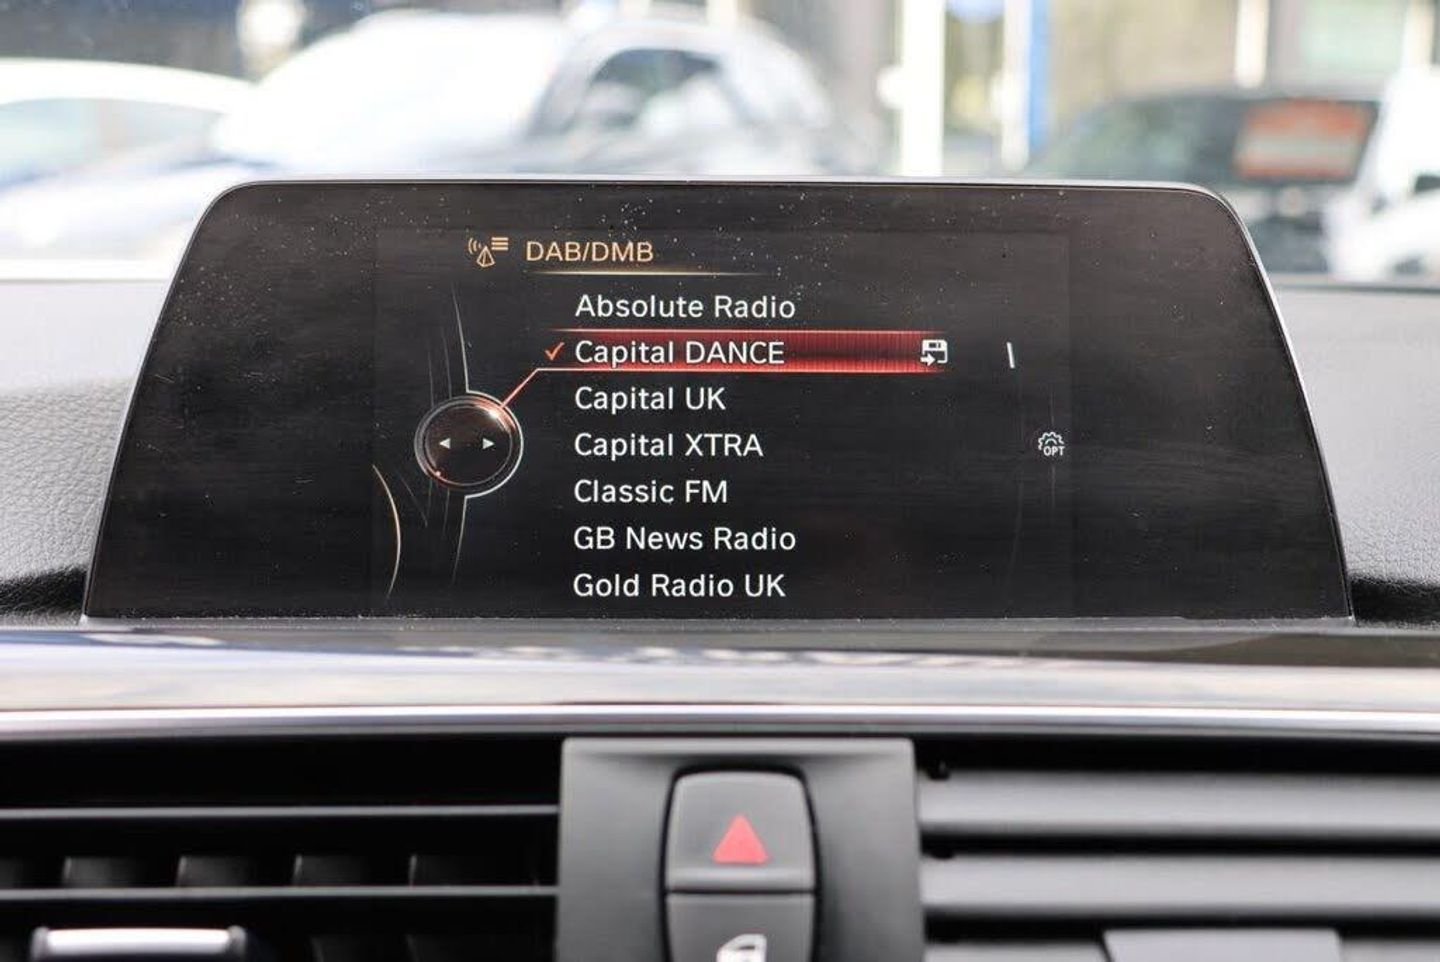 DAB/DMB
Absolute Radio
Capital DANCE
Capital UK
Capital XTRA
OPT
Classic FM
GB News Radio
Gold Radio UK